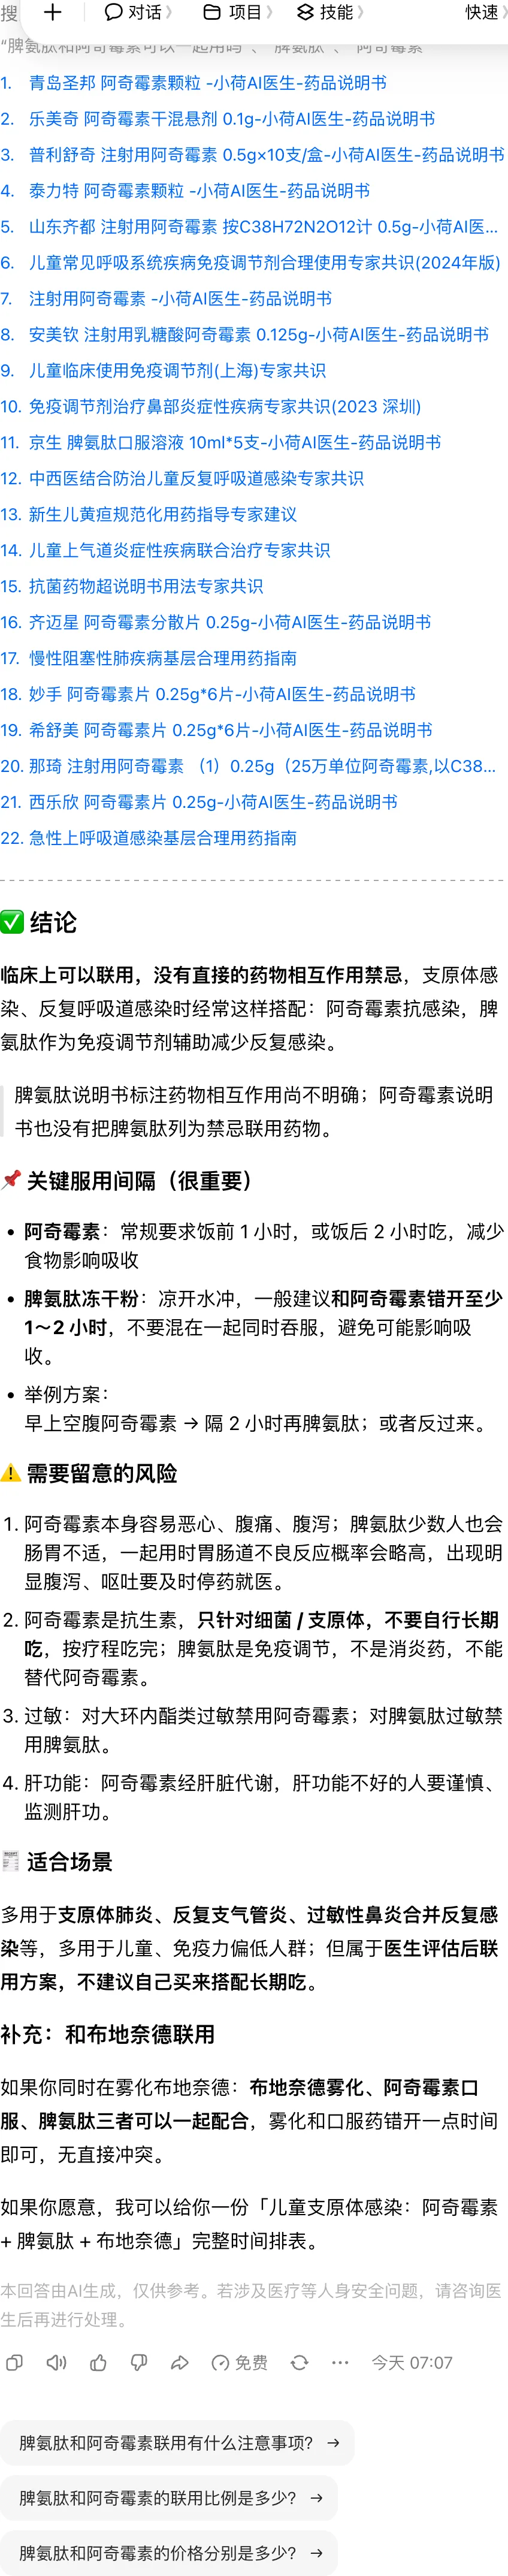 搜
对话》
项目》
技能》
快速》
“脾氨肽和阿奇霉素可以一起用吗”、“脾氨肽”、“阿奇霉素”
1. 青岛圣邦 阿奇霉素颗粒 -小荷AI医生-药品说明书
2. 乐美奇 阿奇霉素干混悬剂 0.1g-小荷AI医生-药品说明书
3. 普利舒奇 注射用阿奇霉素 0.5g×10支/盒-小荷AI医生-药品说明书
4. 泰力特 阿奇霉素颗粒 -小荷AI医生-药品说明书
5. 山东齐都 注射用阿奇霉素 按C38H72N2O12计 0.5g-小荷AI医...
6. 儿童常见呼吸系统疾病免疫调节剂合理使用专家共识(2024年版)
7. 注射用阿奇霉素 -小荷AI医生-药品说明书
8. 安美钦 注射用乳糖酸阿奇霉素 0.125g-小荷AI医生-药品说明书
9. 儿童临床使用免疫调节剂(上海)专家共识
10. 免疫调节剂治疗鼻部炎症性疾病专家共识(2023 深圳)
11. 京生 脾氨肽口服溶液 10ml*5支-小荷AI医生-药品说明书
12. 中西医结合防治儿童反复呼吸道感染专家共识
13. 新生儿黄疸规范化用药指导专家建议
14. 儿童上气道炎症性疾病联合治疗专家共识
15. 抗菌药物超说明书用法专家共识
16. 齐迈星 阿奇霉素分散片 0.25g-小荷AI医生-药品说明书
17. 慢性阻塞性肺疾病基层合理用药指南
18. 妙手 阿奇霉素片 0.25g*6片-小荷AI医生-药品说明书
19. 希舒美 阿奇霉素片 0.25g*6片-小荷AI医生-药品说明书
20. 那琦 注射用阿奇霉素 （1）0.25g（25万单位阿奇霉素,以C38...
21. 西乐欣 阿奇霉素片 0.25g-小荷AI医生-药品说明书
22. 急性上呼吸道感染基层合理用药指南
✅ 结论
临床上可以联用，没有直接的药物相互作用禁忌，支原体感
染、反复呼吸道感染时经常这样搭配：阿奇霉素抗感染，脾
氨肽作为免疫调节剂辅助减少反复感染。
脾氨肽说明书标注药物相互作用尚不明确；阿奇霉素说明
书也没有把脾氨肽列为禁忌联用药物。
📌 关键服用间隔（很重要）
• 阿奇霉素：常规要求饭前 1 小时，或饭后 2 小时吃，减少
食物影响吸收
• 脾氨肽冻干粉：凉开水冲，一般建议和阿奇霉素错开至少
1～2 小时，不要混在一起同时吞服，避免可能影响吸
收。
• 举例方案：
早上空腹阿奇霉素 → 隔 2 小时再脾氨肽；或者反过来。
⚠️ 需要留意的风险
1. 阿奇霉素本身容易恶心、腹痛、腹泻；脾氨肽少数人也会
肠胃不适，一起用时胃肠道不良反应概率会略高，出现明
显腹泻、呕吐要及时停药就医。
2. 阿奇霉素是抗生素，只针对细菌 / 支原体，不要自行长期
吃，按疗程吃完；脾氨肽是免疫调节，不是消炎药，不能
替代阿奇霉素。
3. 过敏：对大环内酯类过敏禁用阿奇霉素；对脾氨肽过敏禁
用脾氨肽。
4. 肝功能：阿奇霉素经肝脏代谢，肝功能不好的人要谨慎、
监测肝功。
🧾 适合场景
多用于支原体肺炎、反复支气管炎、过敏性鼻炎合并反复感
染等，多用于儿童、免疫力偏低人群；但属于医生评估后联
用方案，不建议自己买来搭配长期吃。
补充：和布地奈德联用
如果你同时在雾化布地奈德：布地奈德雾化、阿奇霉素口
服、脾氨肽三者可以一起配合，雾化和口服药错开一点时间
即可，无直接冲突。
如果你愿意，我可以给你一份「儿童支原体感染：阿奇霉素
+ 脾氨肽 + 布地奈德」完整时间排表。
本回答由AI生成，仅供参考。若涉及医疗等人身安全问题，请咨询医
生后再进行处理。
免费
今天 07:07
脾氨肽和阿奇霉素联用有什么注意事项？ →
脾氨肽和阿奇霉素的联用比例是多少？ →
脾氨肽和阿奇霉素的价格分别是多少？ →